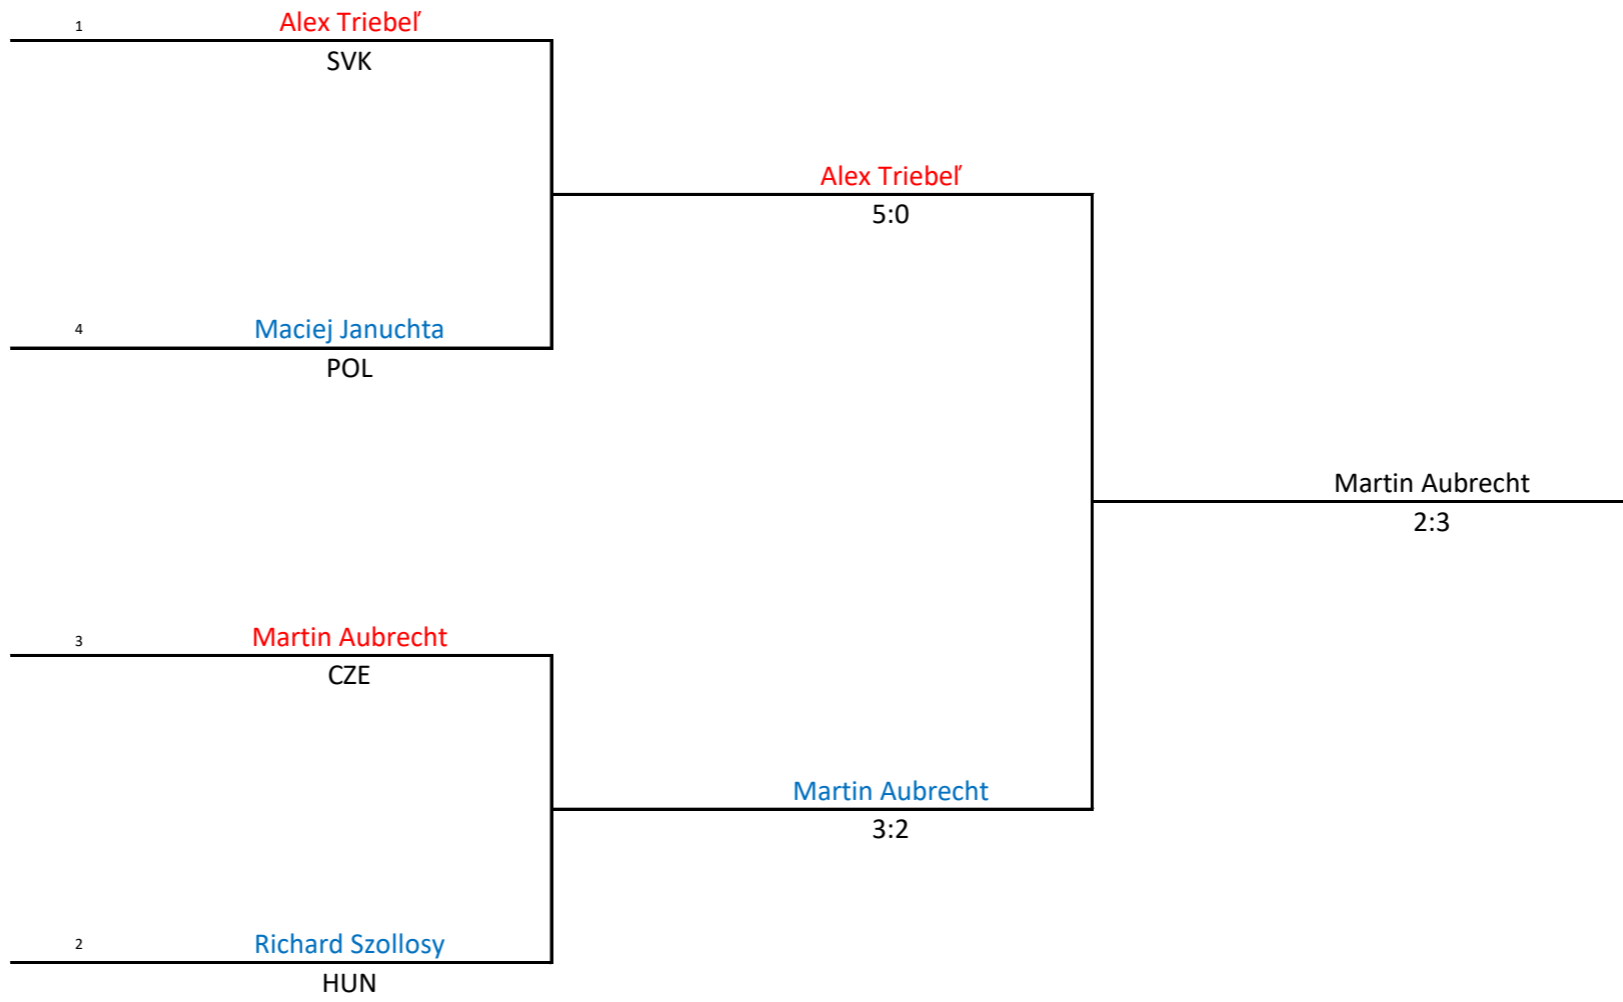 1 Alex Triebeľ
SVK
Alex Triebeľ
5:0
4 Maciej Januchta
POL
Martin Aubrecht
2:3
3 Martin Aubrecht
CZE
Martin Aubrecht
3:2
2 Richard Szollosy
HUN